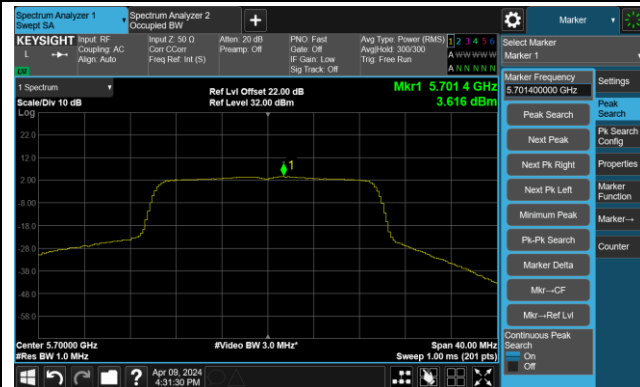 Spectrum Analyzer 1
Swept SA
Spectrum Analyzer 2
Occupied BW
+
Marker
KEYSIGHT
L
LXI
Input: RF
Coupling: AC
Align: Auto
Input Z: 50 Ω
Corr CCorr
Freq Ref: Int (S)
Atten: 20 dB
Preamp: Off
PNO: Fast
Gate: Off
IF Gain: Low
Sig Track: Off
Avg Type: Power (RMS)
Avg|Hold: 300/300
Trig: Free Run
1 2 3 4 5 6
A W W W W W
A N N N N N
Select Marker
Marker 1
1 Spectrum
Scale/Div 10 dB
Log
Ref Lvl Offset 22.00 dB
Ref Level 32.00 dBm
Mkr1 5.701 4 GHz
3.616 dBm
22.0
12.0
2.00
-8.00
-18.0
-28.0
-38.0
-48.0
-58.0
1
Center 5.70000 GHz
#Res BW 1.0 MHz
#Video BW 3.0 MHz*
Span 40.00 MHz
Sweep 1.00 ms (201 pts)
Marker Frequency
5.701400000 GHz
Peak Search
Next Peak
Next Pk Right
Next Pk Left
Minimum Peak
Pk-Pk Search
Marker Delta
Mkr→CF
Mkr→Ref Lvl
Continuous Peak
Search
On
Off
Settings
Peak
Search
Pk Search
Config
Properties
Marker
Function
Marker→
Counter
?
Apr 09, 2024
4:31:30 PM